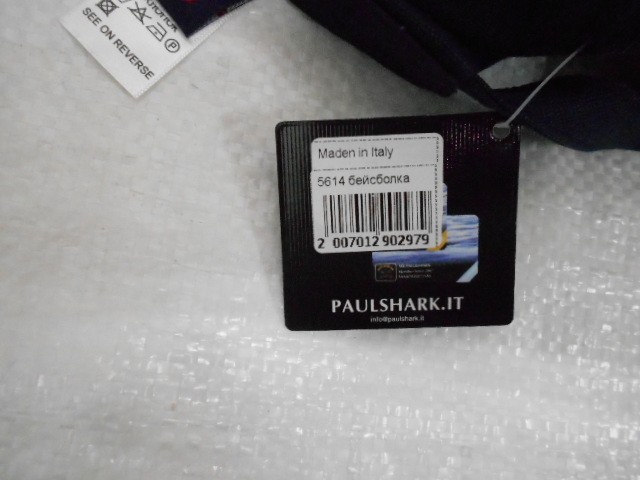 SEE ON REVERSE
Maden in Italy
5614 бейсболка
2 007012 902979
PAULSHARK.IT
info@paulshark.it